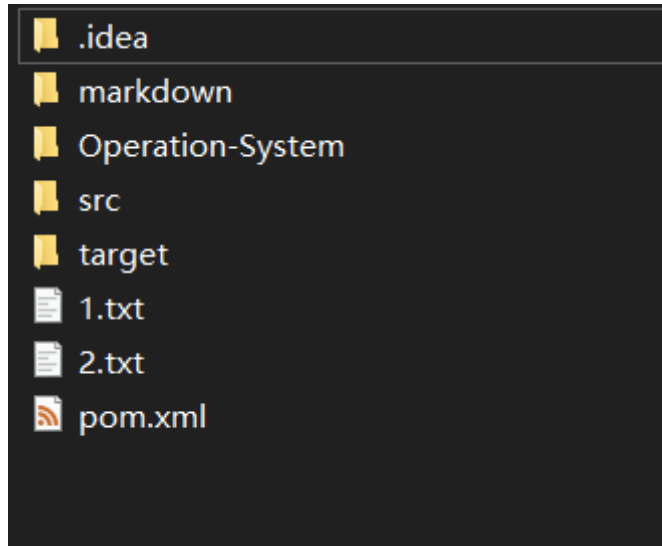 .idea
markdown
Operation-System
src
target
1.txt
2.txt
pom.xml